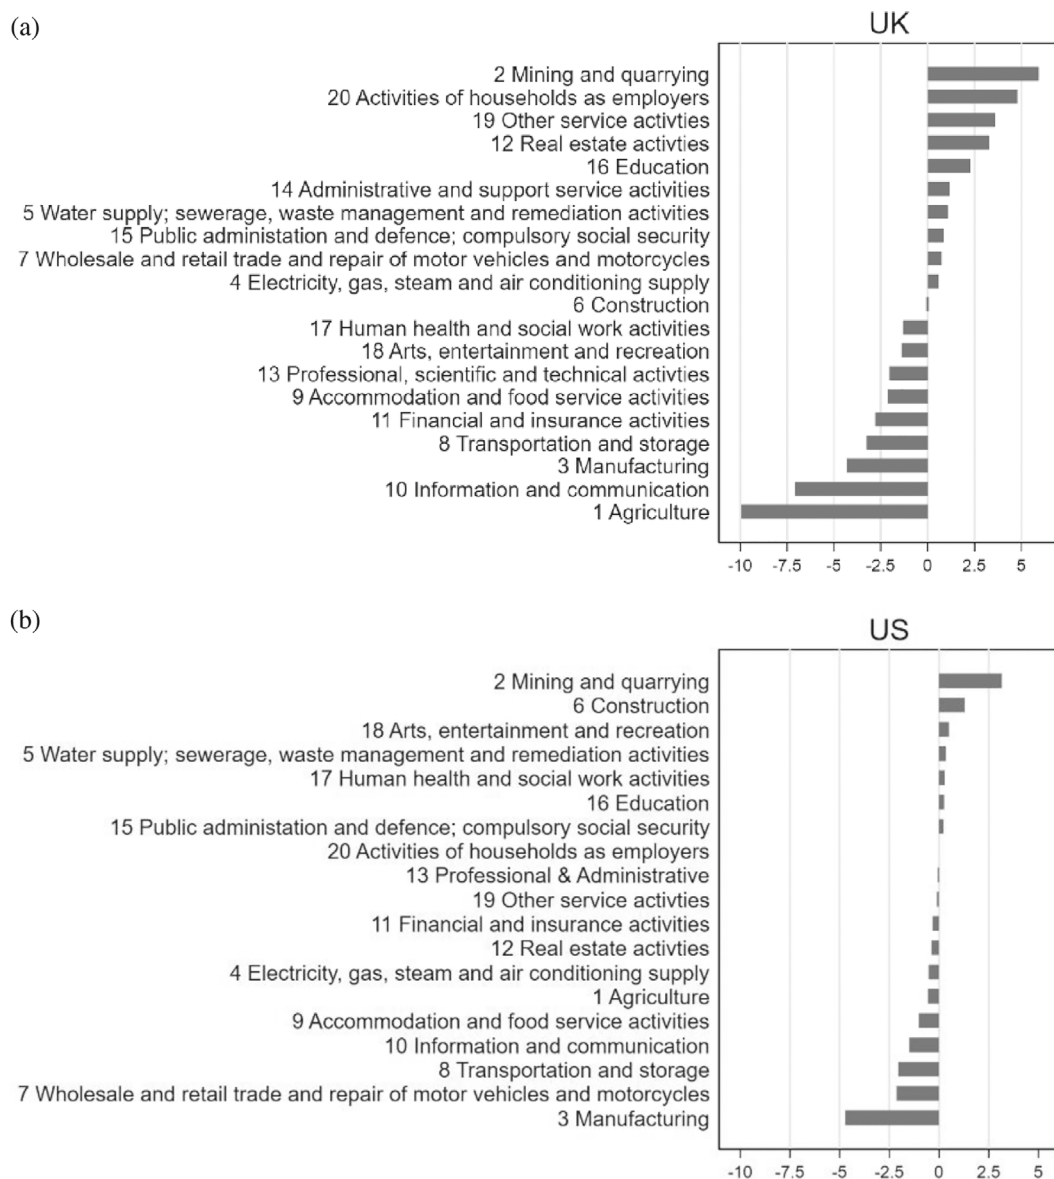 (a)
UK
2 Mining and quarrying
20 Activities of households as employers
19 Other service activties
12 Real estate activties
16 Education
14 Administrative and support service activities
5 Water supply; sewerage, waste management and remediation activities
15 Public administation and defence; compulsory social security
7 Wholesale and retail trade and repair of motor vehicles and motorcycles
4 Electricity, gas, steam and air conditioning supply
6 Construction
17 Human health and social work activities
18 Arts, entertainment and recreation
13 Professional, scientific and technical activties
9 Accommodation and food service activities
11 Financial and insurance activities
8 Transportation and storage
3 Manufacturing
10 Information and communication
1 Agriculture
-10 -7.5 -5 -2.5 0 2.5 5
(b)
US
2 Mining and quarrying
6 Construction
18 Arts, entertainment and recreation
5 Water supply; sewerage, waste management and remediation activities
17 Human health and social work activities
16 Education
15 Public administation and defence; compulsory social security
20 Activities of households as employers
13 Professional & Administrative
19 Other service activties
11 Financial and insurance activities
12 Real estate activties
4 Electricity, gas, steam and air conditioning supply
1 Agriculture
9 Accommodation and food service activities
10 Information and communication
8 Transportation and storage
7 Wholesale and retail trade and repair of motor vehicles and motorcycles
3 Manufacturing
-10 -7.5 -5 -2.5 0 2.5 5